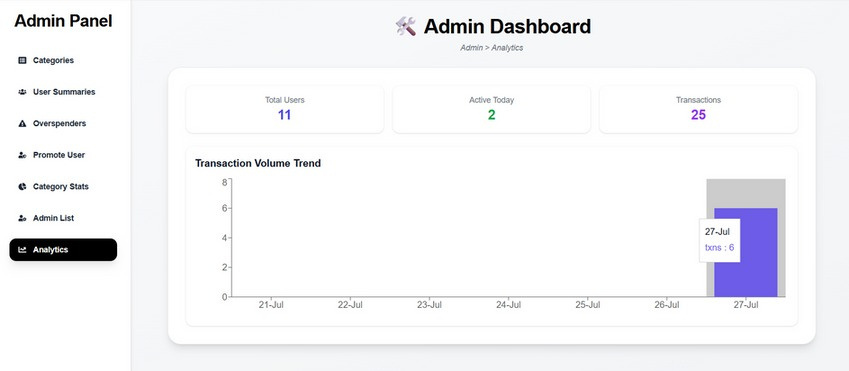 Admin Panel
Categories
User Summaries
Overspenders
Promote User
Category Stats
Admin List
Analytics
Admin Dashboard
Admin > Analytics
Total Users
11
Active Today
2
Transactions
25
Transaction Volume Trend
8
6
4
2
0
27-Jul
txns : 6
21-Jul 22-Jul 23-Jul 24-Jul 25-Jul 26-Jul 27-Jul